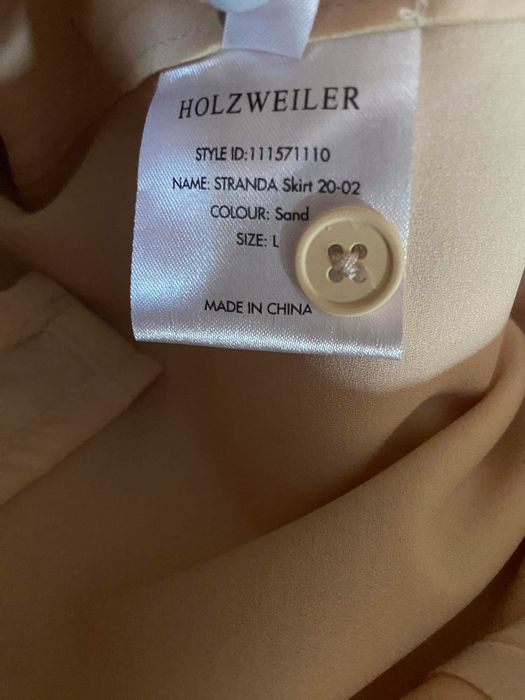 HOLZWEILER
STYLE ID:111571110
NAME: STRANDA Skirt 20-02
COLOUR: Sand
SIZE: L
MADE IN CHINA